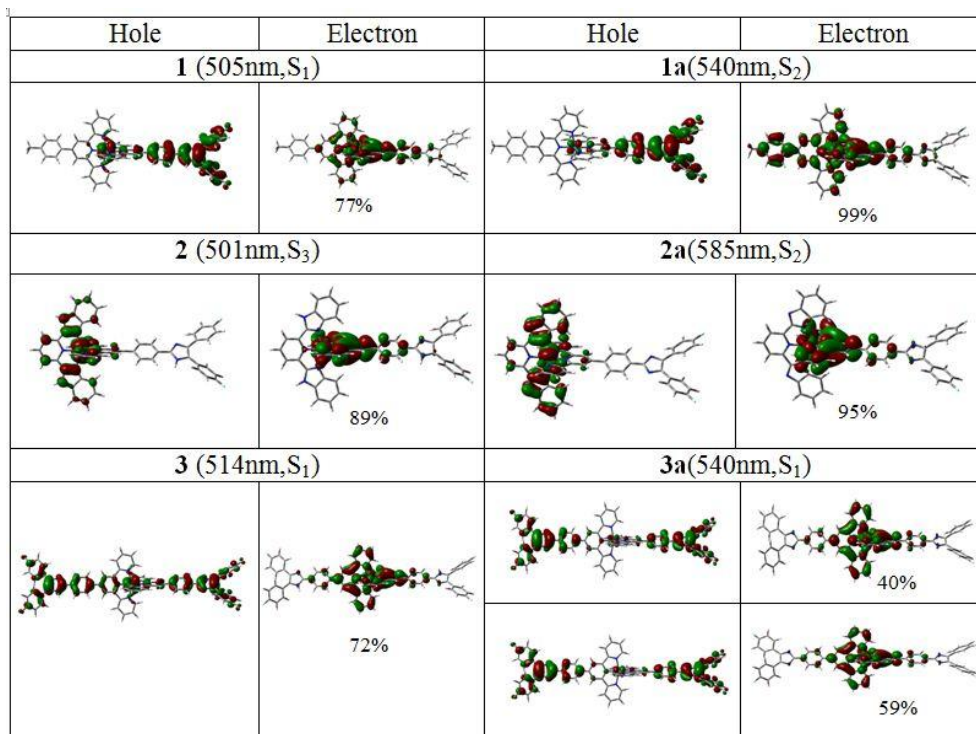 Hole Electron Hole Electron
1 (505nm,S₁) 1a(540nm,S₂)
77% 99%
2 (501nm,S₃) 2a(585nm,S₂)
89% 95%
3 (514nm,S₁) 3a(540nm,S₁)
40%
72%
59%